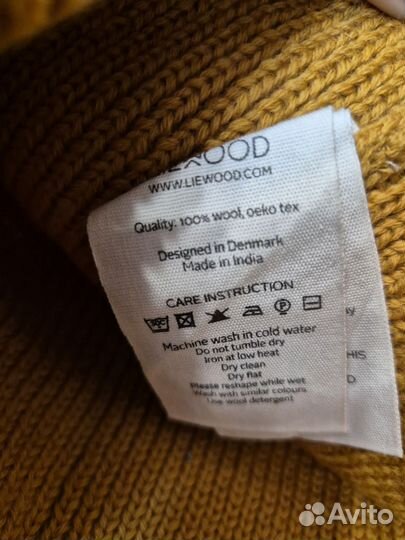 LIEWOOD
WWW.LIEWOOD.COM
Quality: 100% wool, oeko tex
Designed in Denmark
Made in India
CARE INSTRUCTION
Machine wash in cold water
Do not tumble dry
Iron at low heat
Dry clean
Dry flat
Please reshape while wet
Wash with similar colours
Use wool detergent
HIS
D
Avito